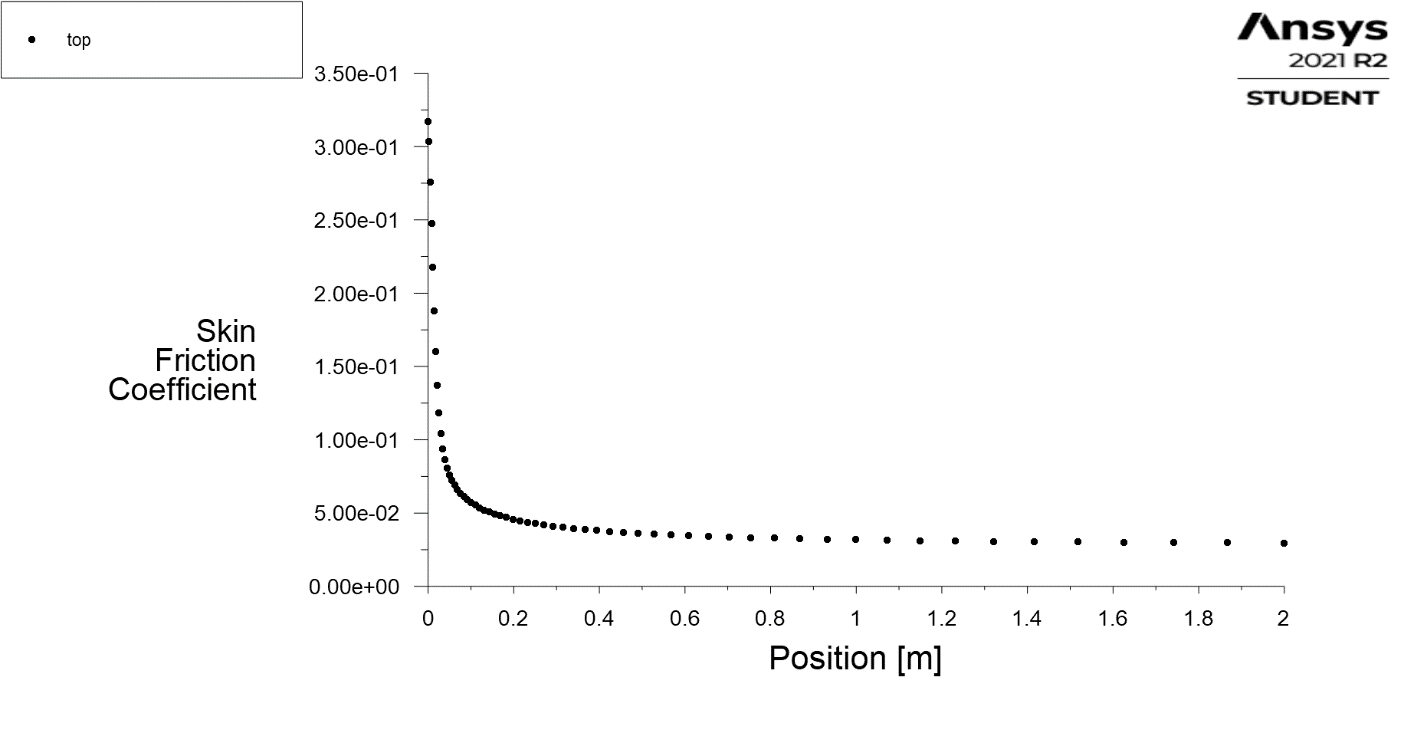 top
Ansys
2021 R2
STUDENT
3.50e-01
3.00e-01
2.50e-01
2.00e-01
1.50e-01
1.00e-01
5.00e-02
0.00e+00
Skin
Friction
Coefficient
0 0.2 0.4 0.6 0.8 1 1.2 1.4 1.6 1.8 2
Position [m]